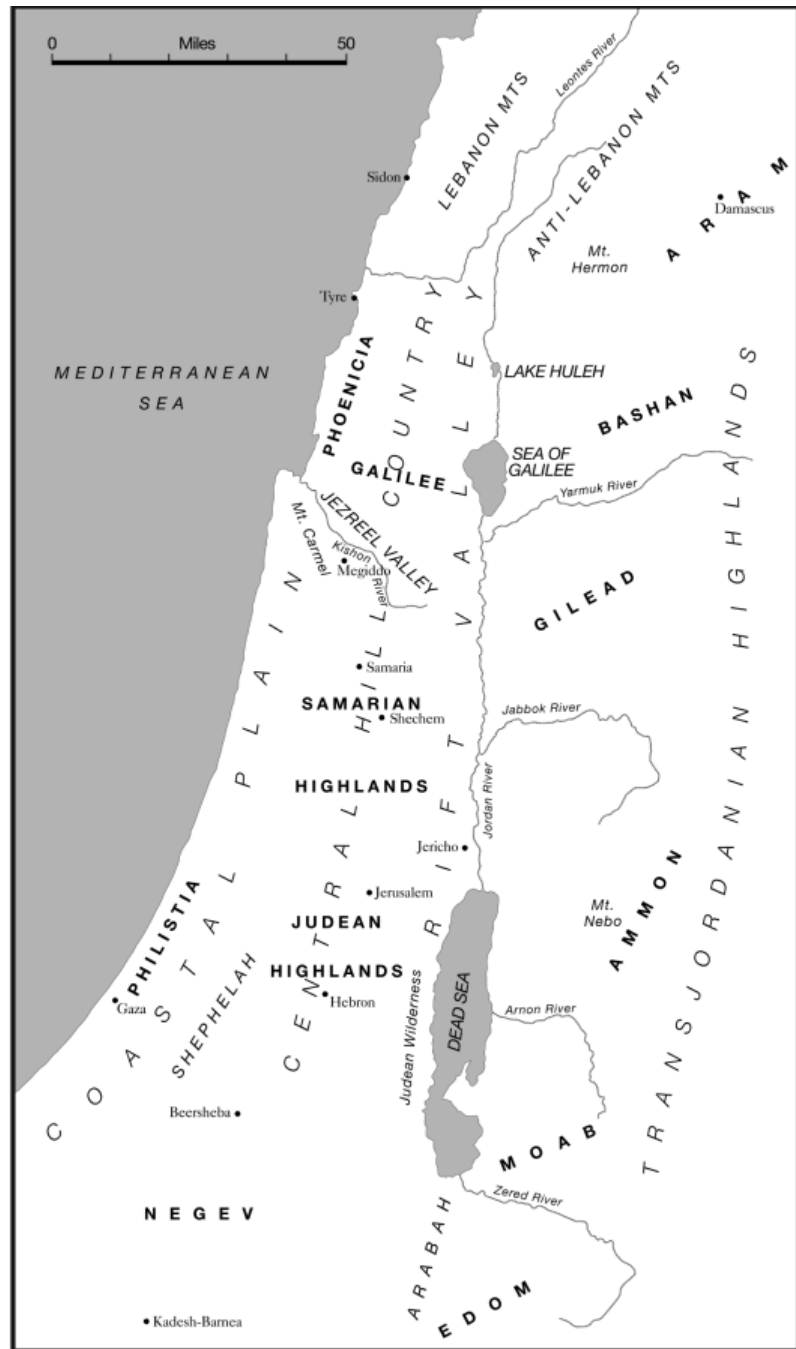 0 Miles 50
Leontes River
LEBANON MTS
ANTI-LEBANON MTS
Sidon
ARAM
Damascus
Mt.
Hermon
Tyre
MEDITERRANEAN
SEA
PHOENICIA
LAKE HULEH
BASHAN
SEA OF
GALILEE
GALILEE
Yarmuk River
JEZREEL VALLEY
Mt. Carmel
Kishon
River
Megiddo
GILEAD
Samaria
SAMARIAN
Shechem
HIGHLANDS
Jabbok River
Jordan River
Jericho
Jerusalem
JUDEAN
HIGHLANDS
Hebron
AMMON
Mt.
Nebo
PHILISTIA
Gaza
COASTAL PLAIN
SHEPHELAH
CENTRAL HILL COUNTRY
RIFT VALLEY
TRANSJORDANIAN HIGHLANDS
Judean Wilderness
DEAD SEA
Arnon River
Beersheba
MOAB
Zered River
NEGEV
ARABAH
EDOM
Kadesh-Barnea